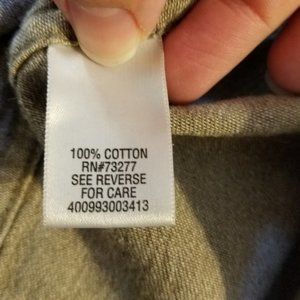 100% COTTON
RN#73277
SEE REVERSE
FOR CARE
400993003413